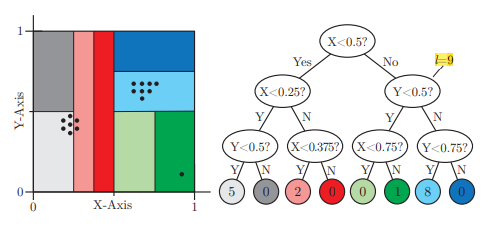 1
Y-Axis
0
0
X-Axis
1
X<0.5?
Yes
No
l=9
X<0.25?
Y<0.5?
Y
N
Y
N
Y<0.5?
X<0.375?
X<0.75?
Y<0.75?
Y
N
Y
N
Y
N
Y
N
5
0
2
0
0
1
8
0